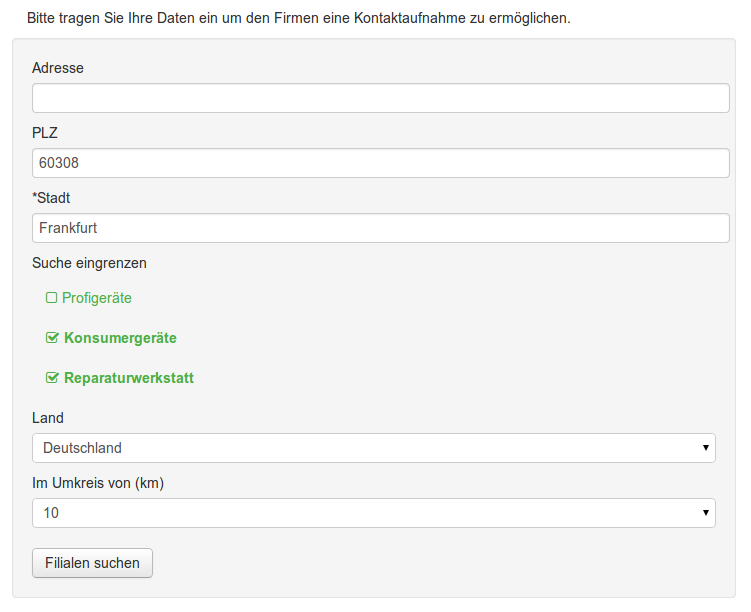 Bitte tragen Sie Ihre Daten ein um den Firmen eine Kontaktaufnahme zu ermöglichen.
Adresse
PLZ
60308
*Stadt
Frankfurt
Suche eingrenzen
Profigeräte
Konsumergeräte
Reparaturwerkstatt
Land
Deutschland
Im Umkreis von (km)
10
Filialen suchen